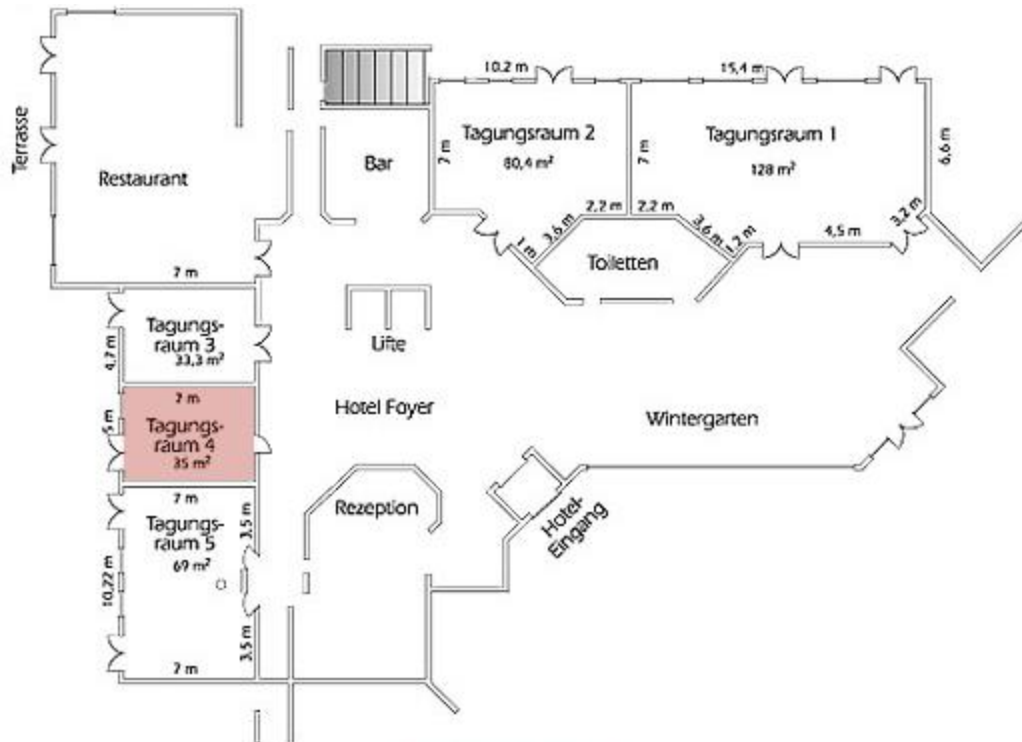 10,2 m
15,4 m
Terrasse
Tagungsraum 2
80,4 m²
7 m
Tagungsraum 1
128 m²
7 m
6,6 m
Bar
Restaurant
2,2 m
2,2 m
3,6 m
3,6 m
3,2 m
1 m
1,2 m
4,5 m
Toiletten
7 m
Tagungs-
raum 3
33,3 m²
4,7 m
Lifte
7 m
Tagungs-
raum 4
35 m²
5 m
Hotel Foyer
Wintergarten
7 m
Tagungs-
raum 5
69 m²
3,5 m
10,22 m
3,5 m
7 m
Rezeption
Hotel-
Eingang